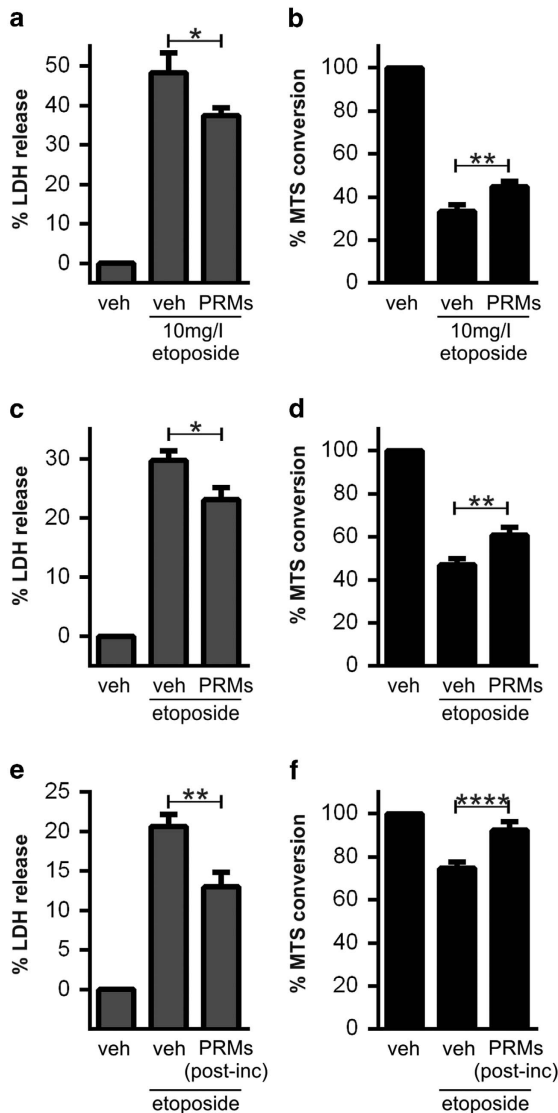 a
*
50
40
30
20
10
0
% LDH release
veh veh PRMs
10mg/l
etoposide
b
**
100
80
60
40
20
0
% MTS conversion
veh veh PRMs
10mg/l
etoposide
c
*
30
20
10
0
% LDH release
veh veh PRMs
etoposide
d
**
100
80
60
40
20
0
% MTS conversion
veh veh PRMs
etoposide
e
**
25
20
15
10
5
0
% LDH release
veh veh PRMs
(post-inc)
etoposide
f
****
100
80
60
40
20
0
% MTS conversion
veh veh PRMs
(post-inc)
etoposide